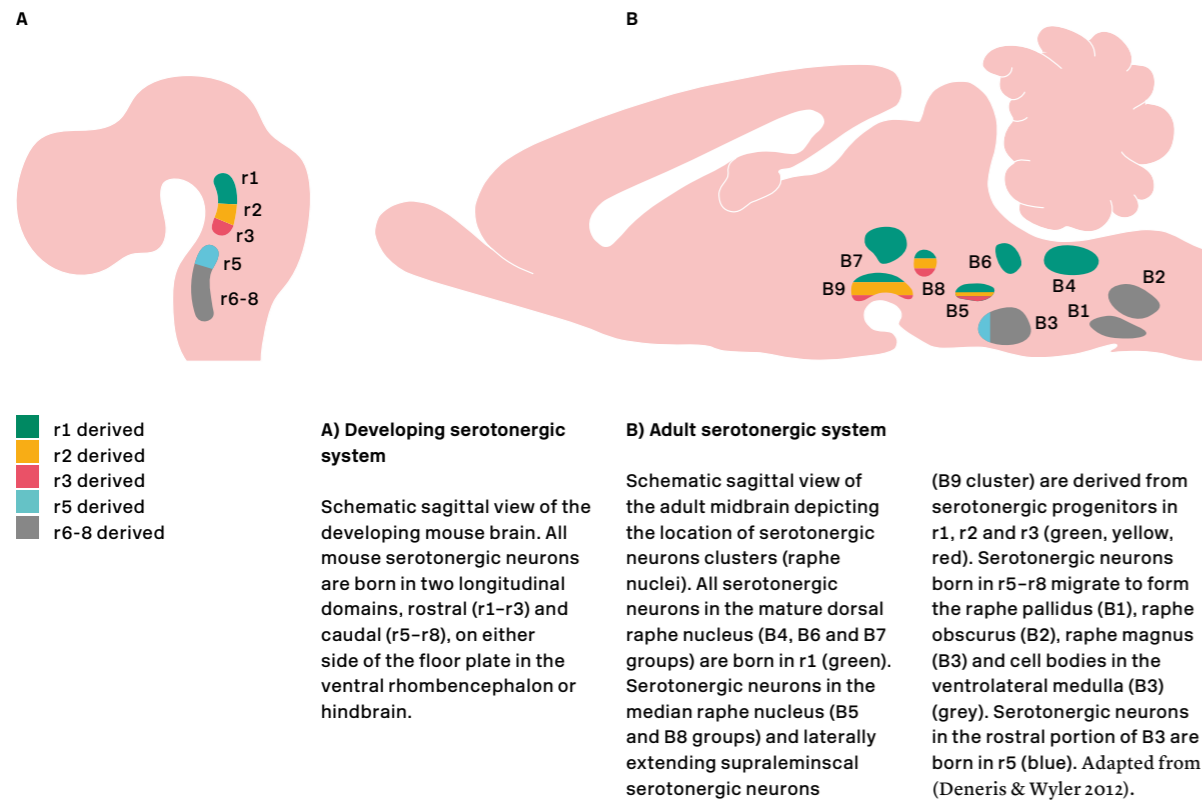 A
B
r1
r2
r3
r5
r6-8
B7
B9
B8
B5
B6
B4
B3
B1
B2
r1 derived
r2 derived
r3 derived
r5 derived
r6-8 derived
A) Developing serotonergic
system
Schematic sagittal view of the
developing mouse brain. All
mouse serotonergic neurons
are born in two longitudinal
domains, rostral (r1–r3) and
caudal (r5–r8), on either
side of the floor plate in the
ventral rhombencephalon or
hindbrain.
B) Adult serotonergic system
Schematic sagittal view of
the adult midbrain depicting
the location of serotonergic
neurons clusters (raphe
nuclei). All serotonergic
neurons in the mature dorsal
raphe nucleus (B4, B6 and B7
groups) are born in r1 (green).
Serotonergic neurons in the
median raphe nucleus (B5
and B8 groups) and laterally
extending supraleminscal
serotonergic neurons
(B9 cluster) are derived from
serotonergic progenitors in
r1, r2 and r3 (green, yellow,
red). Serotonergic neurons
born in r5–r8 migrate to form
the raphe pallidus (B1), raphe
obscurus (B2), raphe magnus
(B3) and cell bodies in the
ventrolateral medulla (B3)
(grey). Serotonergic neurons
in the rostral portion of B3 are
born in r5 (blue). Adapted from
(Deneris & Wyler 2012).